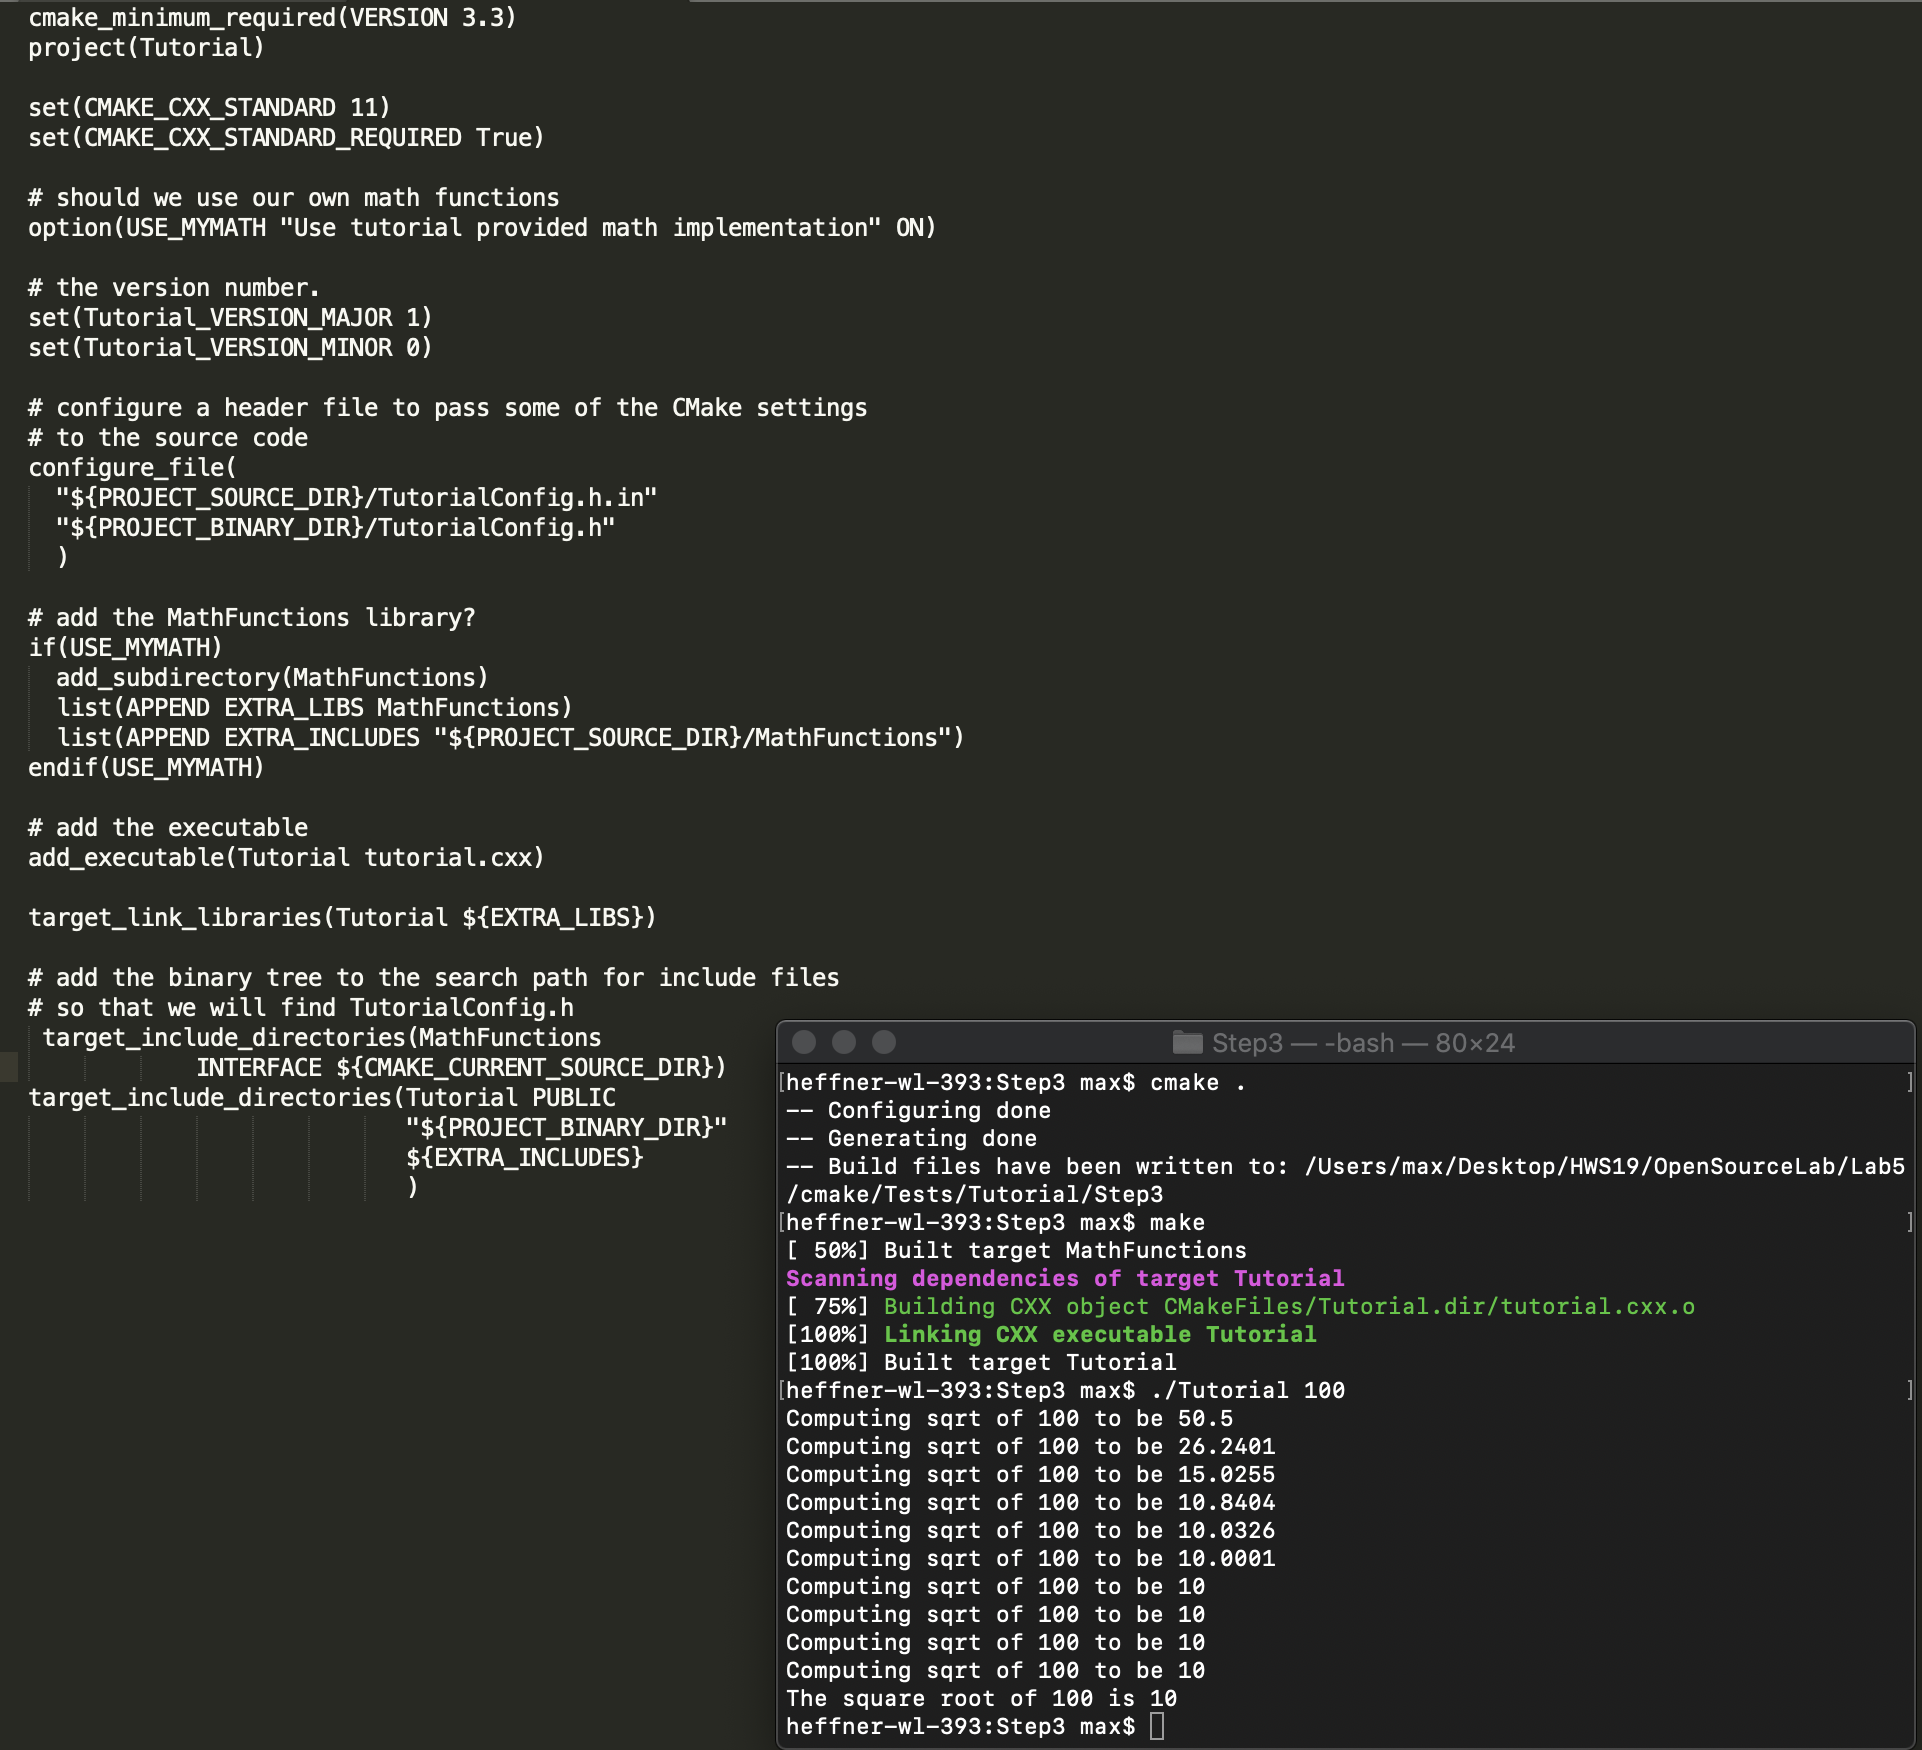 cmake_minimum_required(VERSION 3.3)
project(Tutorial)
set(CMAKE_CXX_STANDARD 11)
set(CMAKE_CXX_STANDARD_REQUIRED True)
# should we use our own math functions
option(USE_MYMATH "Use tutorial provided math implementation" ON)
# the version number.
set(Tutorial_VERSION_MAJOR 1)
set(Tutorial_VERSION_MINOR 0)
# configure a header file to pass some of the CMake settings
# to the source code
configure_file(
  "${PROJECT_SOURCE_DIR}/TutorialConfig.h.in"
  "${PROJECT_BINARY_DIR}/TutorialConfig.h"
  )
# add the MathFunctions library?
if(USE_MYMATH)
  add_subdirectory(MathFunctions)
  list(APPEND EXTRA_LIBS MathFunctions)
  list(APPEND EXTRA_INCLUDES "${PROJECT_SOURCE_DIR}/MathFunctions")
endif(USE_MYMATH)
# add the executable
add_executable(Tutorial tutorial.cxx)
target_link_libraries(Tutorial ${EXTRA_LIBS})
# add the binary tree to the search path for include files
# so that we will find TutorialConfig.h
 target_include_directories(MathFunctions
            INTERFACE ${CMAKE_CURRENT_SOURCE_DIR})
target_include_directories(Tutorial PUBLIC
                           "${PROJECT_BINARY_DIR}"
                           ${EXTRA_INCLUDES}
                           )
Step3 — -bash — 80×24
[heffner-wl-393:Step3 max$ cmake . ]
-- Configuring done
-- Generating done
-- Build files have been written to: /Users/max/Desktop/HWS19/OpenSourceLab/Lab5
/cmake/Tests/Tutorial/Step3
[heffner-wl-393:Step3 max$ make ]
[ 50%] Built target MathFunctions
Scanning dependencies of target Tutorial
[ 75%] Building CXX object CMakeFiles/Tutorial.dir/tutorial.cxx.o
[100%] Linking CXX executable Tutorial
[100%] Built target Tutorial
[heffner-wl-393:Step3 max$ ./Tutorial 100 ]
Computing sqrt of 100 to be 50.5
Computing sqrt of 100 to be 26.2401
Computing sqrt of 100 to be 15.0255
Computing sqrt of 100 to be 10.8404
Computing sqrt of 100 to be 10.0326
Computing sqrt of 100 to be 10.0001
Computing sqrt of 100 to be 10
Computing sqrt of 100 to be 10
Computing sqrt of 100 to be 10
Computing sqrt of 100 to be 10
The square root of 100 is 10
heffner-wl-393:Step3 max$